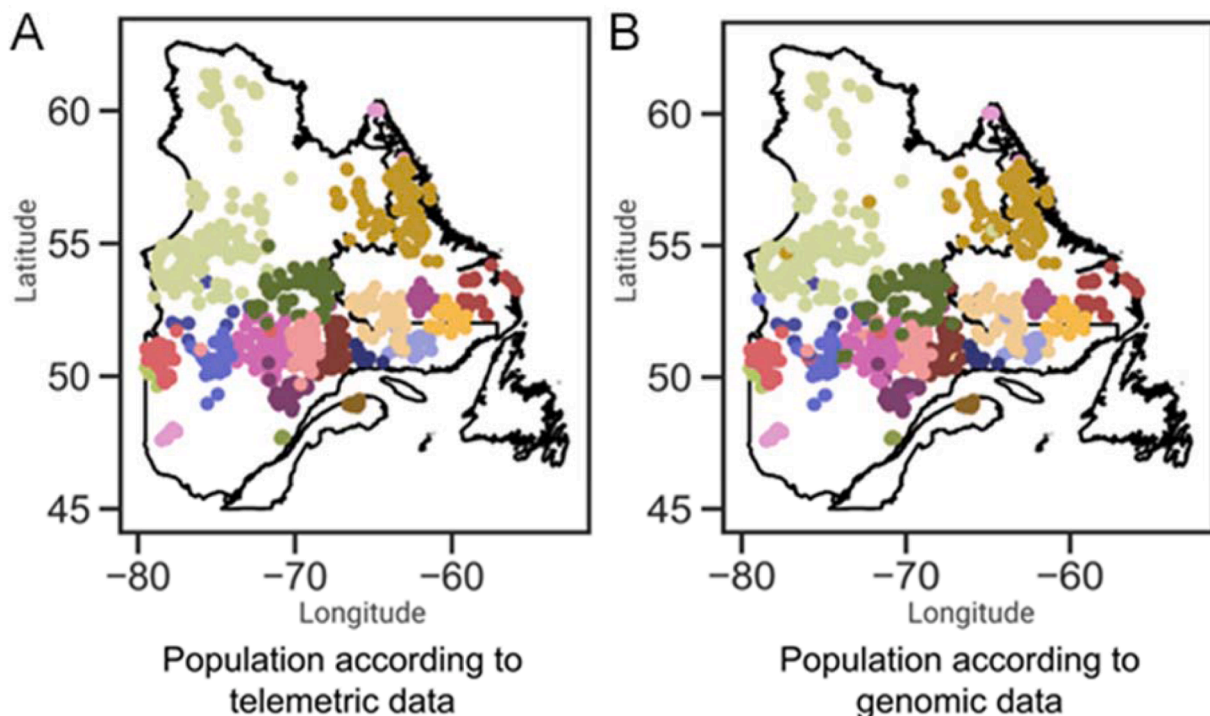 A
B
60
55
50
45
Latitude
−80
−70
−60
Longitude
Population according to
telemetric data
60
55
50
45
Latitude
−80
−70
−60
Longitude
Population according to
genomic data